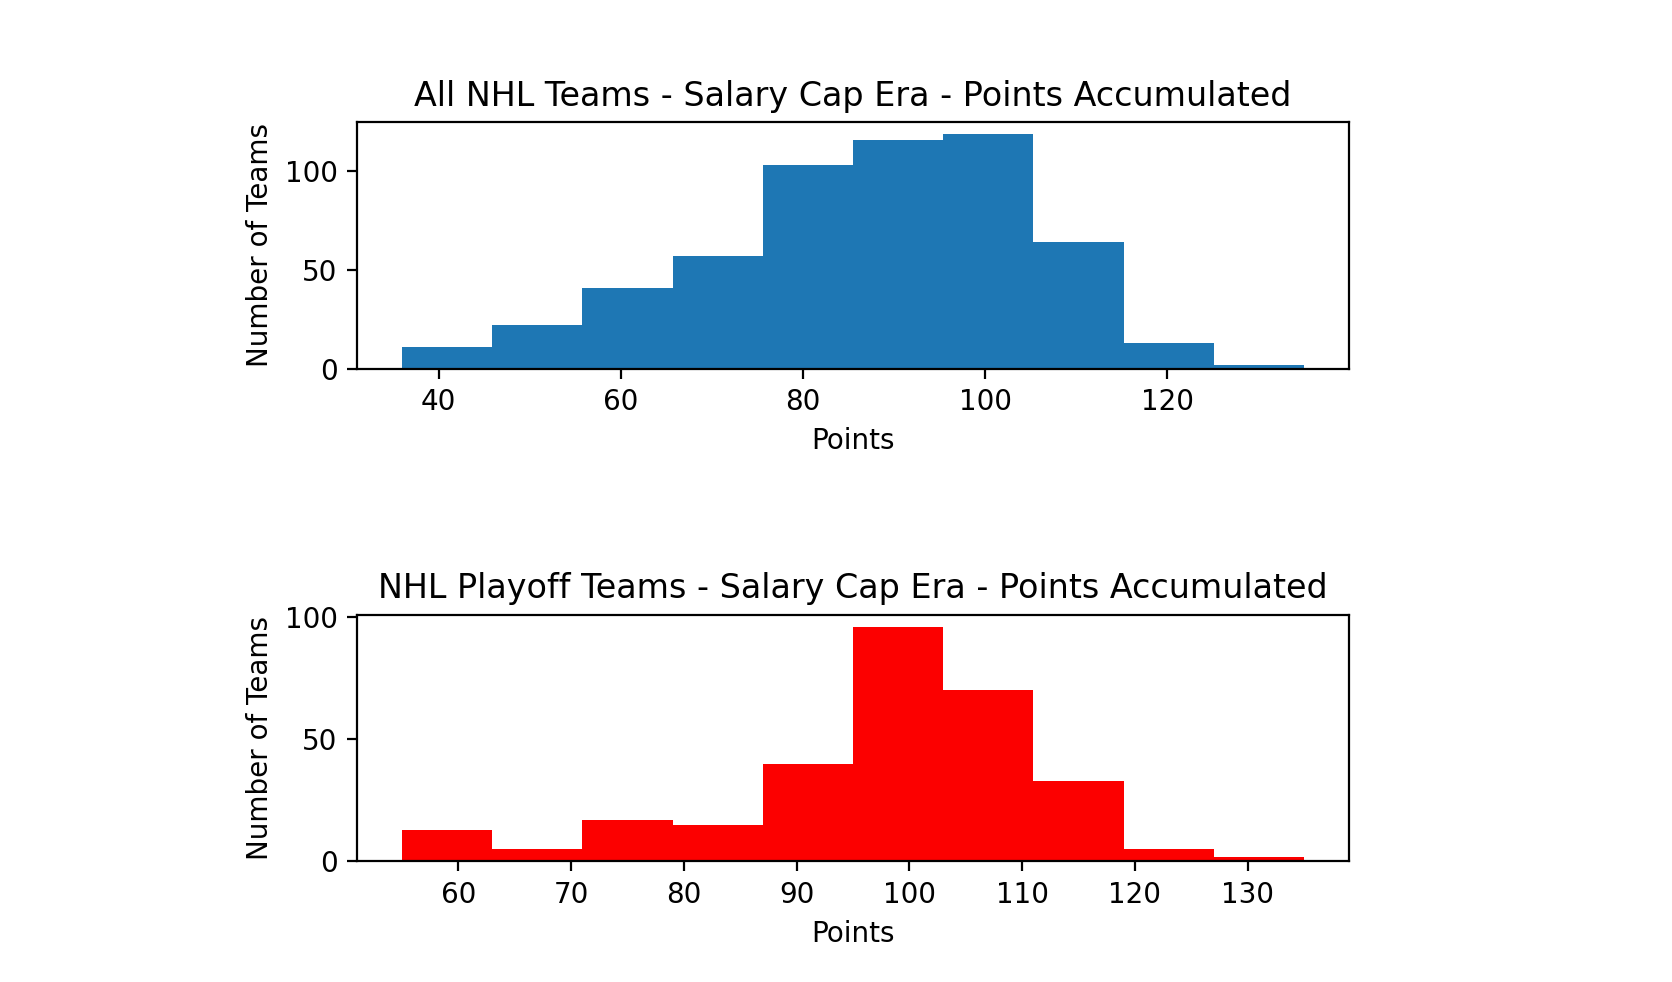 All NHL Teams - Salary Cap Era - Points Accumulated
Number of Teams
100
50
0
40 60 80 100 120
Points
NHL Playoff Teams - Salary Cap Era - Points Accumulated
Number of Teams
100
50
0
60 70 80 90 100 110 120 130
Points